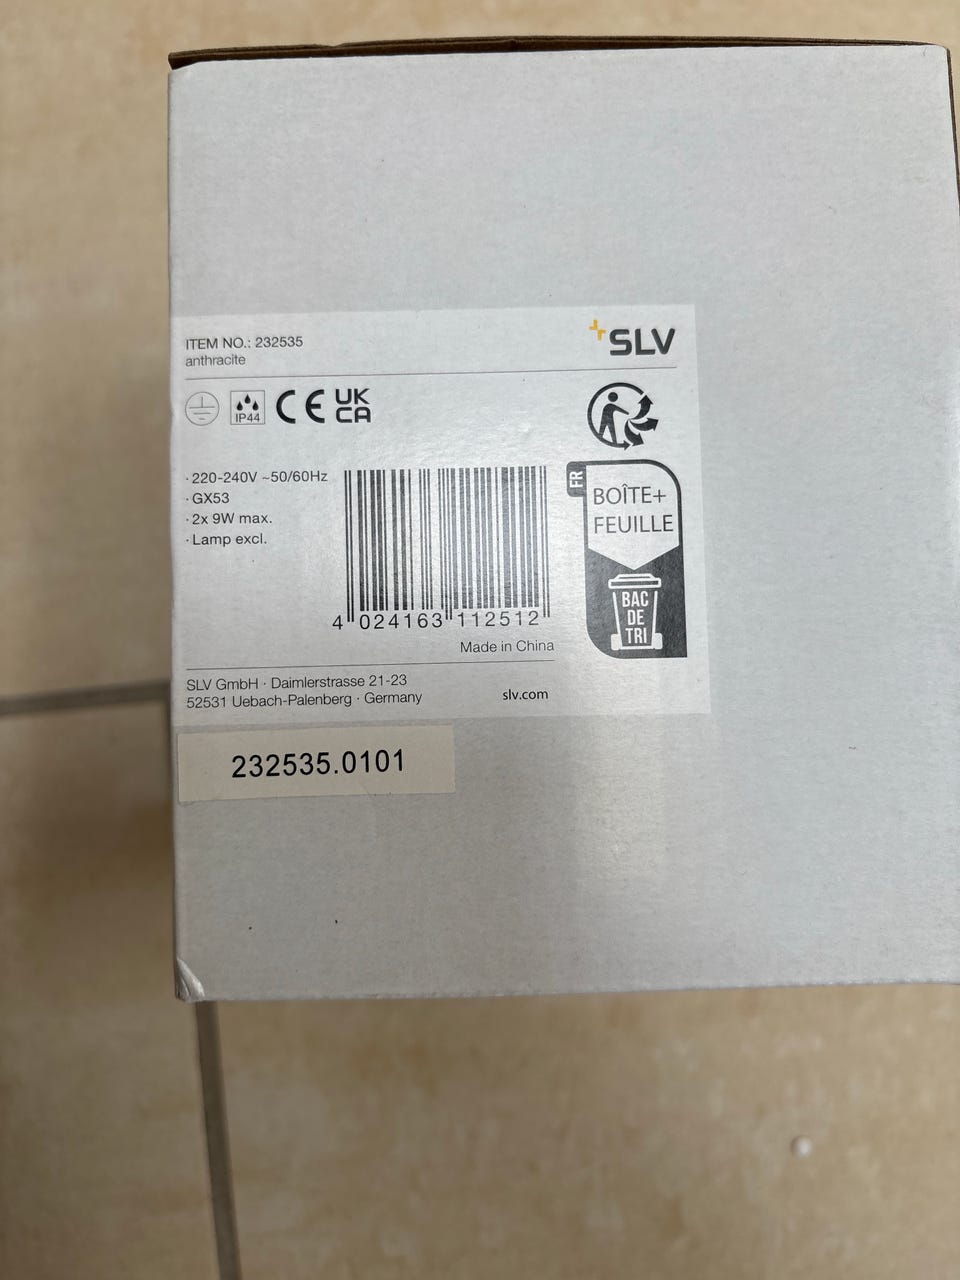 ITEM NO.: 232535
anthracite
SLV
IP44
CE
UK
CA
· 220-240V ~50/60Hz
· GX53
· 2x 9W max.
· Lamp excl.
4 024163 112512
Made in China
FR
BOÎTE+
FEUILLE
BAC
DE
TRI
SLV GmbH · Daimlerstrasse 21-23
52531 Uebach-Palenberg · Germany
slv.com
232535.0101